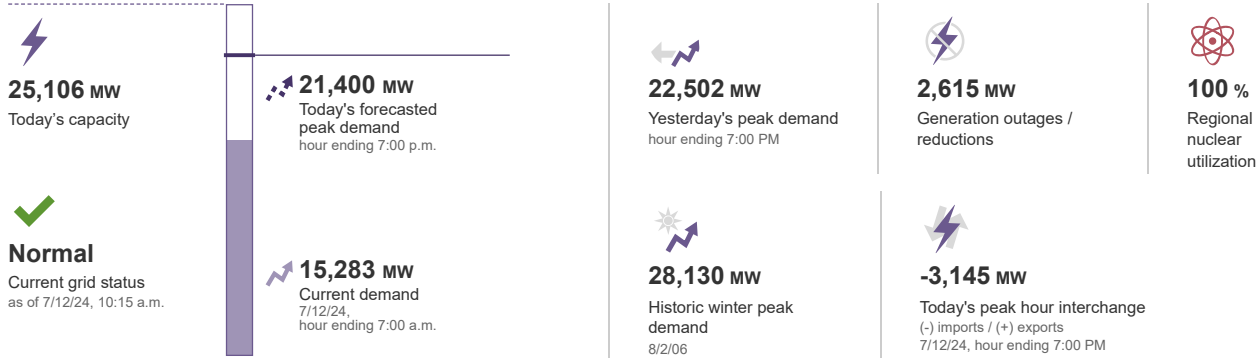 25,106 MW
Today's capacity
Normal
Current grid status
as of 7/12/24, 10:15 a.m.
21,400 MW
Today's forecasted
peak demand
hour ending 7:00 p.m.
15,283 MW
Current demand
7/12/24,
hour ending 7:00 a.m.
22,502 MW
Yesterday's peak demand
hour ending 7:00 PM
2,615 MW
Generation outages /
reductions
100 %
Regional
nuclear
utilization
28,130 MW
Historic winter peak
demand
8/2/06
-3,145 MW
Today's peak hour interchange
(-) imports / (+) exports
7/12/24, hour ending 7:00 PM